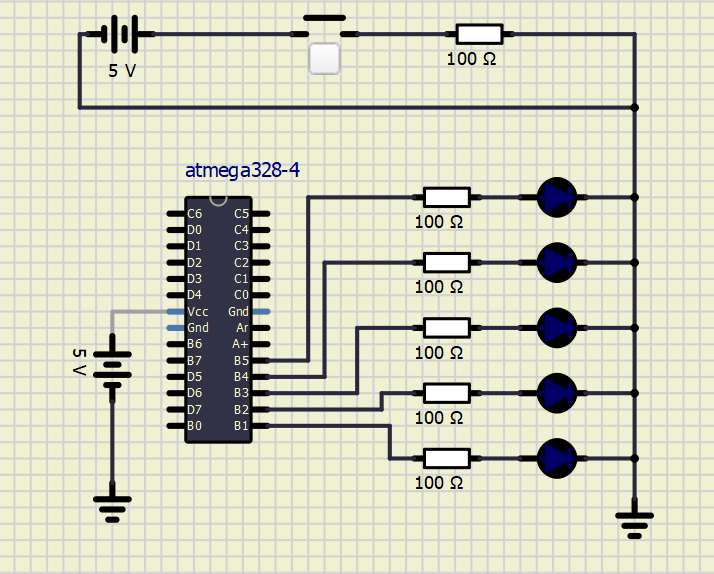 5 V
100 Ω
atmega328-4
C6 C5
D0 C4
D1 C3
D2 C2
D3 C1
D4 C0
Vcc Gnd
Gnd Ar
B6 A+
B7 B5
D5 B4
D6 B3
D7 B2
B0 B1
5 V
100 Ω
100 Ω
100 Ω
100 Ω
100 Ω